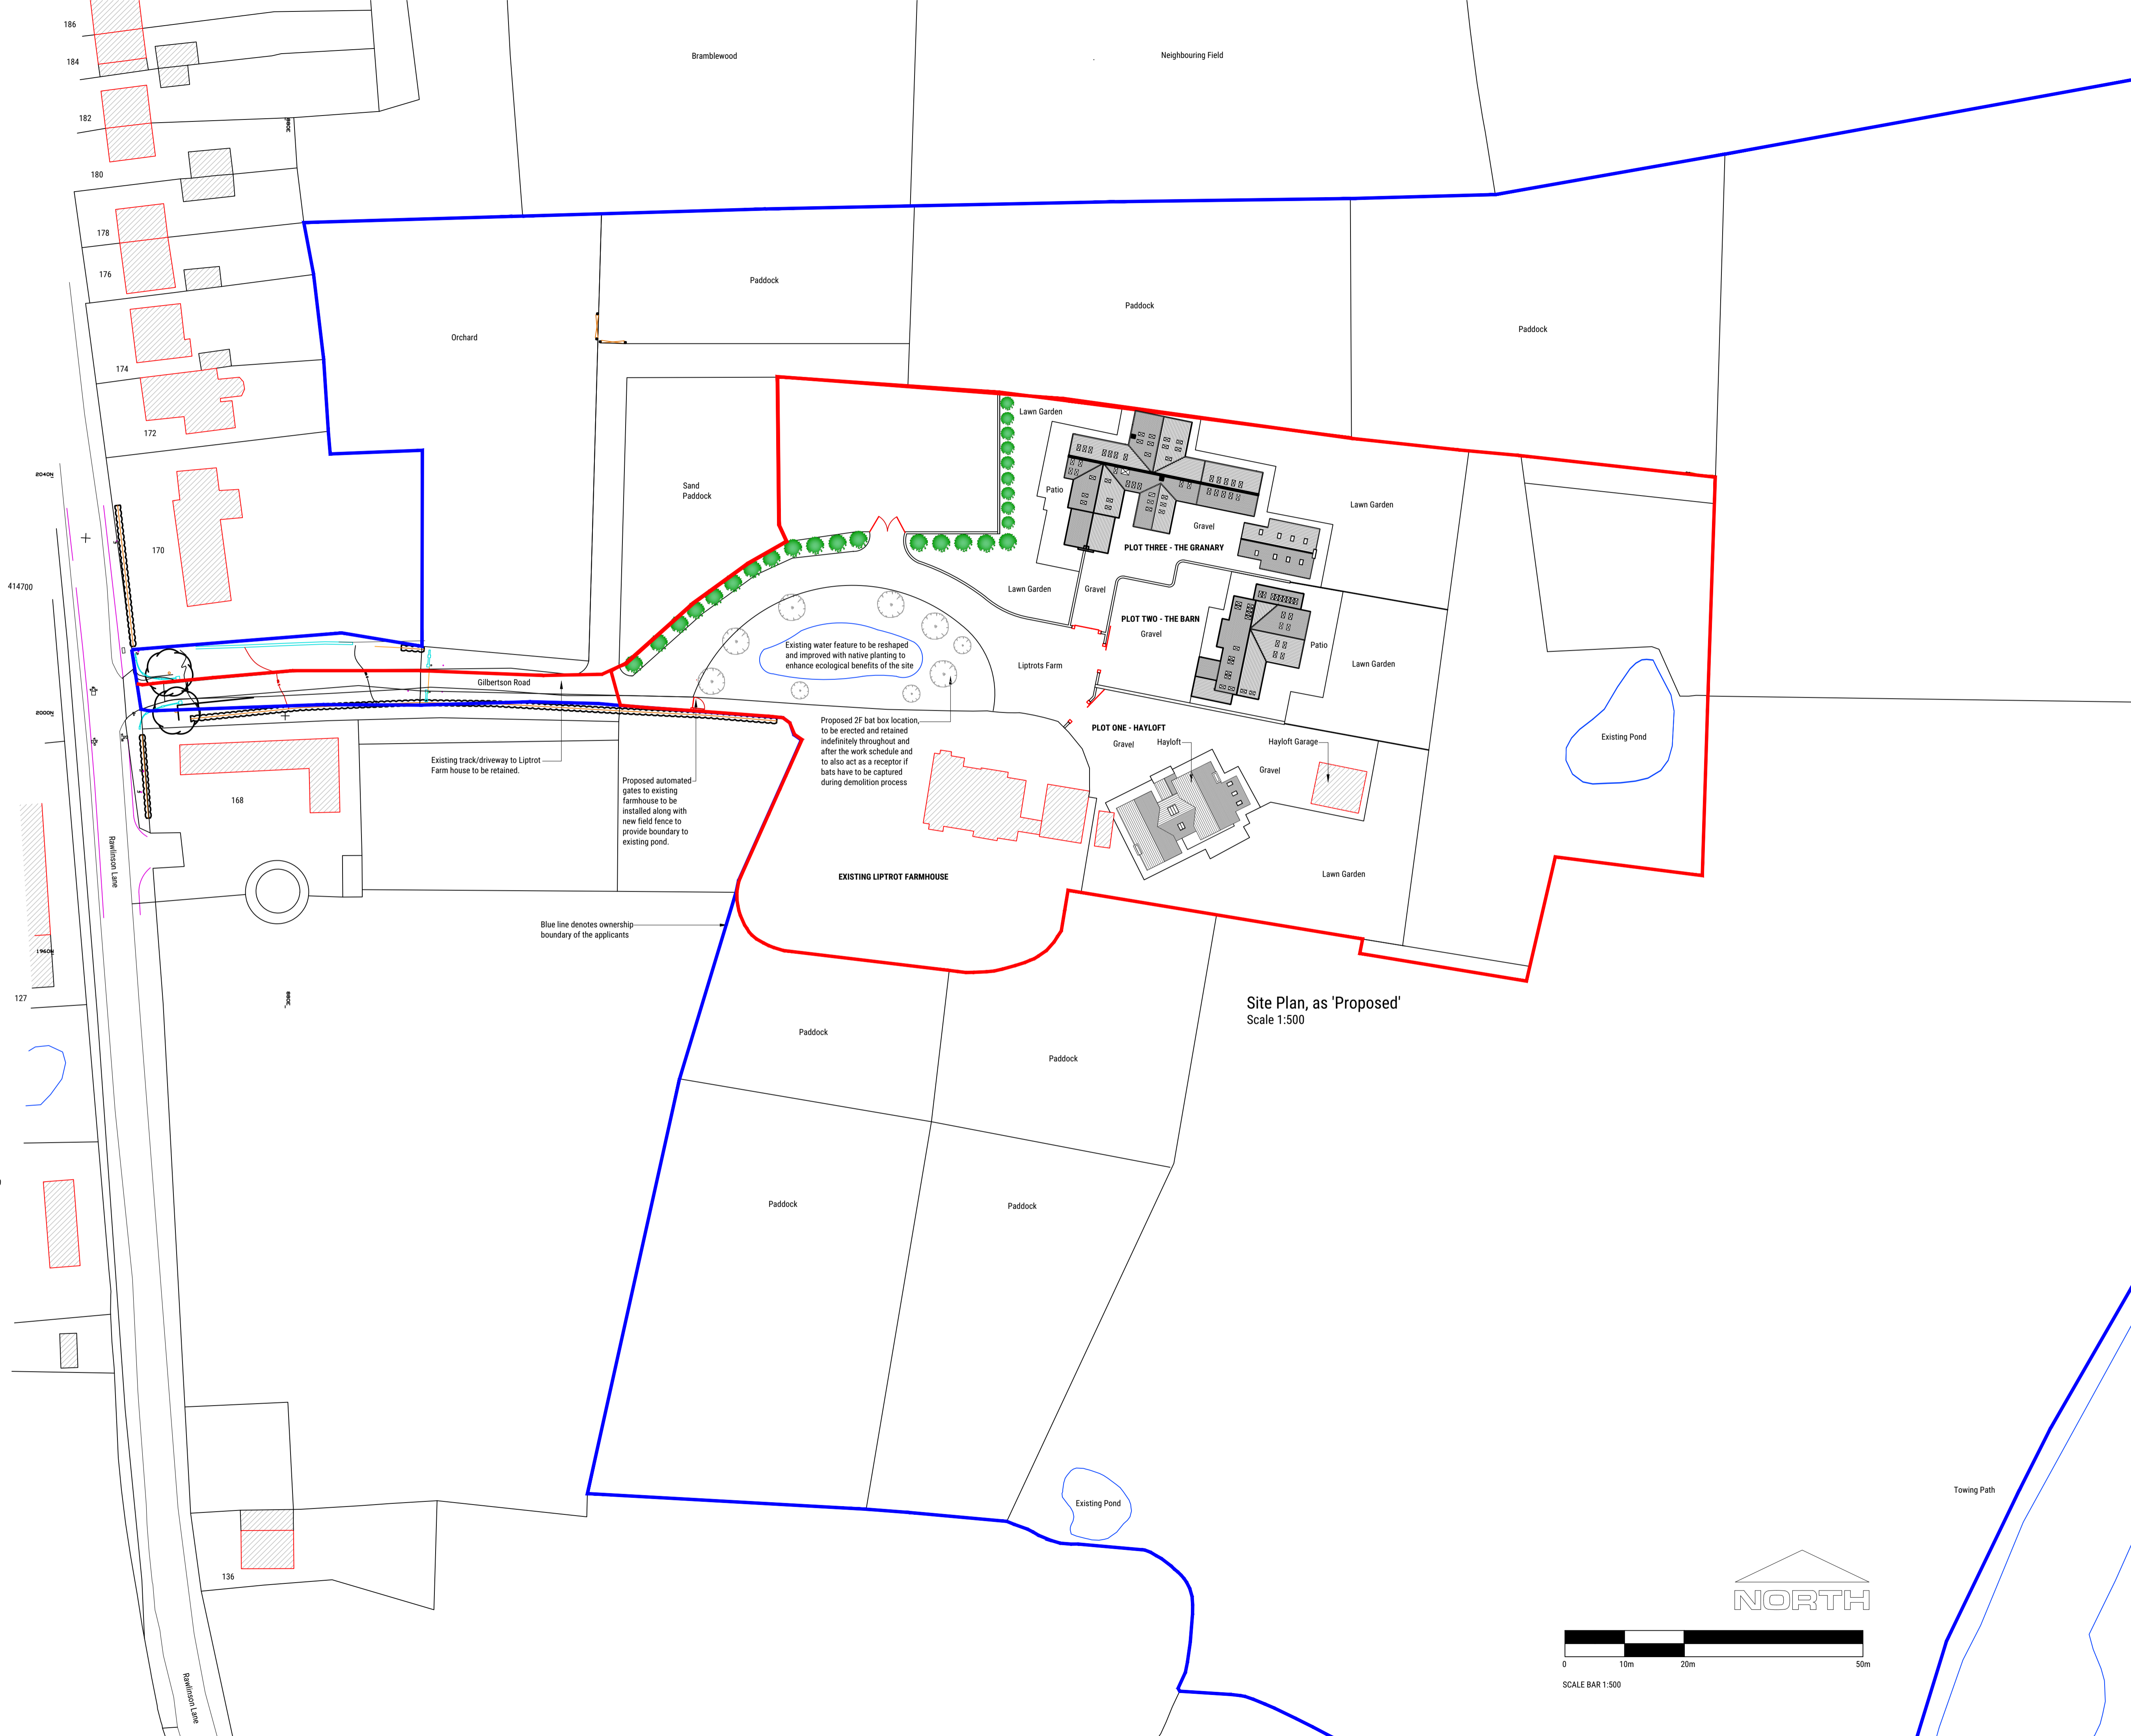 186
Bramblewood
Neighbouring Field
184
182
3080E
180
178
176
Paddock
Paddock
Paddock
Orchard
174
Lawn Garden
172
2040N
Sand
Paddock
Patio
Lawn Garden
Gravel
170
PLOT THREE - THE GRANARY
414700
Lawn Garden
Gravel
PLOT TWO - THE BARN
Gravel
Existing water feature to be reshaped
and improved with native planting to
enhance ecological benefits of the site
Patio
Liptrots Farm
Lawn Garden
Gilbertson Road
2000N
Proposed 2F bat box location,
to be erected and retained
indefinitely throughout and
after the work schedule and
to also act as a receptor if
bats have to be captured
during demolition process
PLOT ONE - HAYLOFT
Gravel
Hayloft
Hayloft Garage
Existing Pond
Existing track/driveway to Liptrot
Farm house to be retained.
Gravel
Proposed automated
gates to existing
farmhouse to be
installed along with
new field fence to
provide boundary to
existing pond.
168
Rawlinson Lane
EXISTING LIPTROT FARMHOUSE
Lawn Garden
Blue line denotes ownership
boundary of the applicants
1960N
127
Site Plan, as 'Proposed'
Scale 1:500
Paddock
Paddock
Paddock
Paddock
Towing Path
Existing Pond
136
NORTH
Rawlinson Lane
0
10m
20m
50m
SCALE BAR 1:500